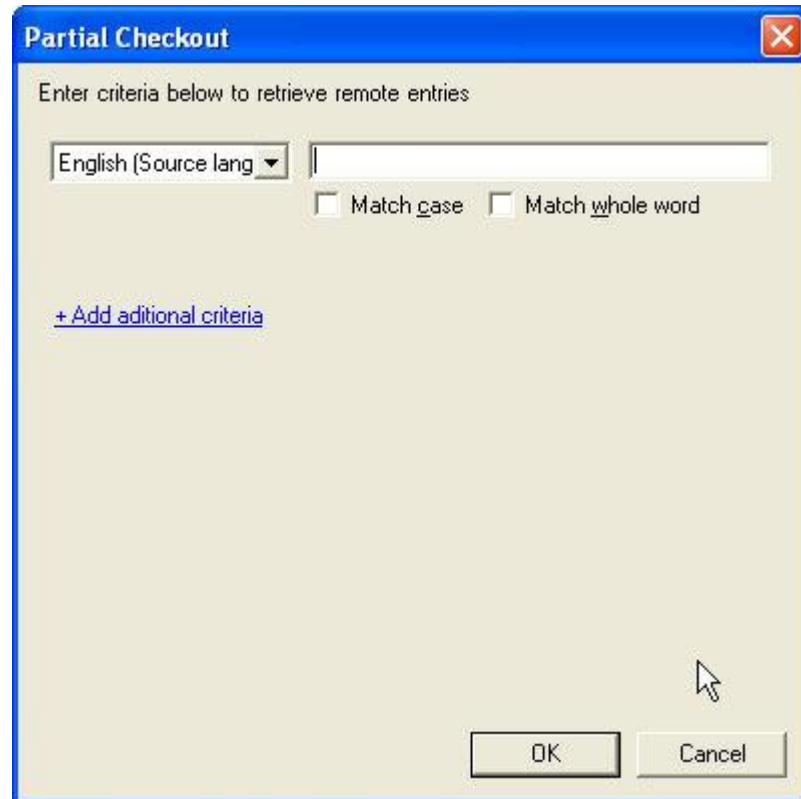 Partial Checkout
Enter criteria below to retrieve remote entries
English (Source lang
Match case Match whole word
+ Add aditional criteria
OK Cancel